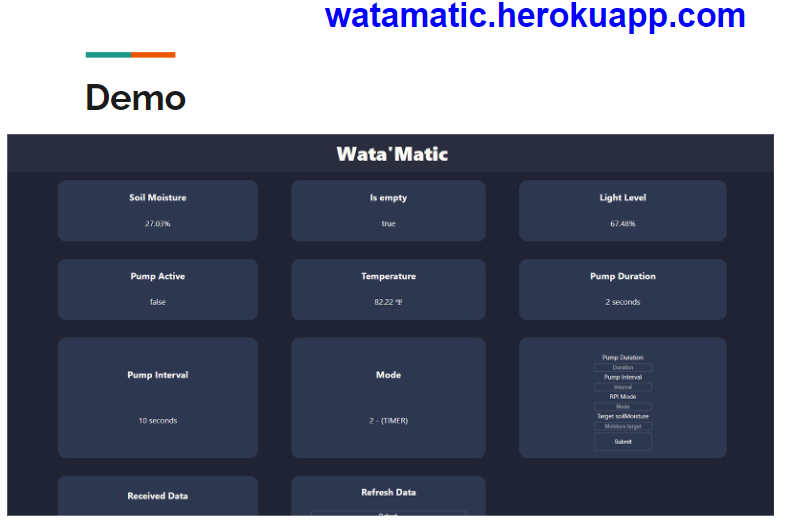 watamatic.herokuapp.com
Demo
Wata'Matic
Soil Moisture
27.03%
Is empty
true
Light Level
67.48%
Pump Active
false
Temperature
82.22 °F
Pump Duration
2 seconds
Pump Interval
10 seconds
Mode
2 - (TIMER)
Pump Duration
Duration
Pump Interval
Interval
RPI Mode
Mode
Target soilMoisture
Moisture target
Submit
Received Data
Refresh Data
Refresh